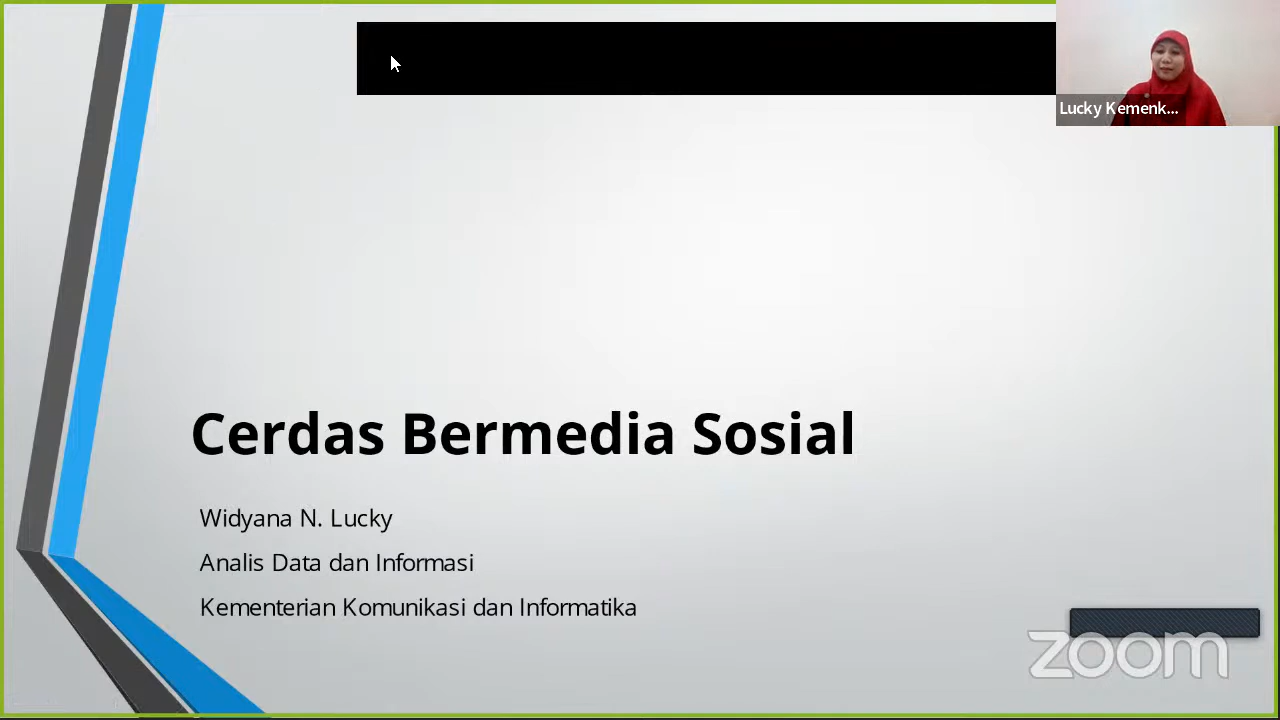 Lucky Kemenk...
Cerdas Bermedia Sosial
Widyana N. Lucky
Analis Data dan Informasi
Kementerian Komunikasi dan Informatika
zoom